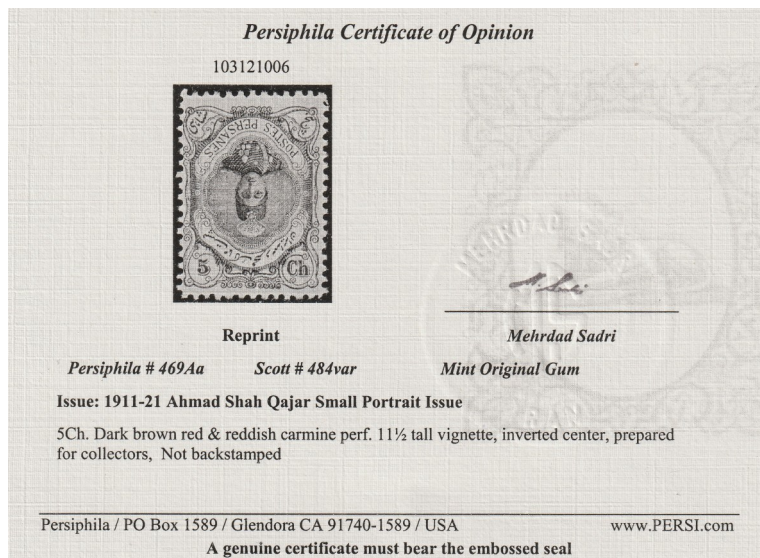 Persiphila Certificate of Opinion
103121006
POSTES PERSANES
5 Ch
MEHRDAD SADRI
Reprint
Mehrdad Sadri
Persiphila # 469Aa Scott # 484var Mint Original Gum
Issue: 1911-21 Ahmad Shah Qajar Small Portrait Issue
5Ch. Dark brown red & reddish carmine perf. 11½ tall vignette, inverted center, prepared
for collectors, Not backstamped
Persiphila / PO Box 1589 / Glendora CA 91740-1589 / USA www.PERSI.com
A genuine certificate must bear the embossed seal